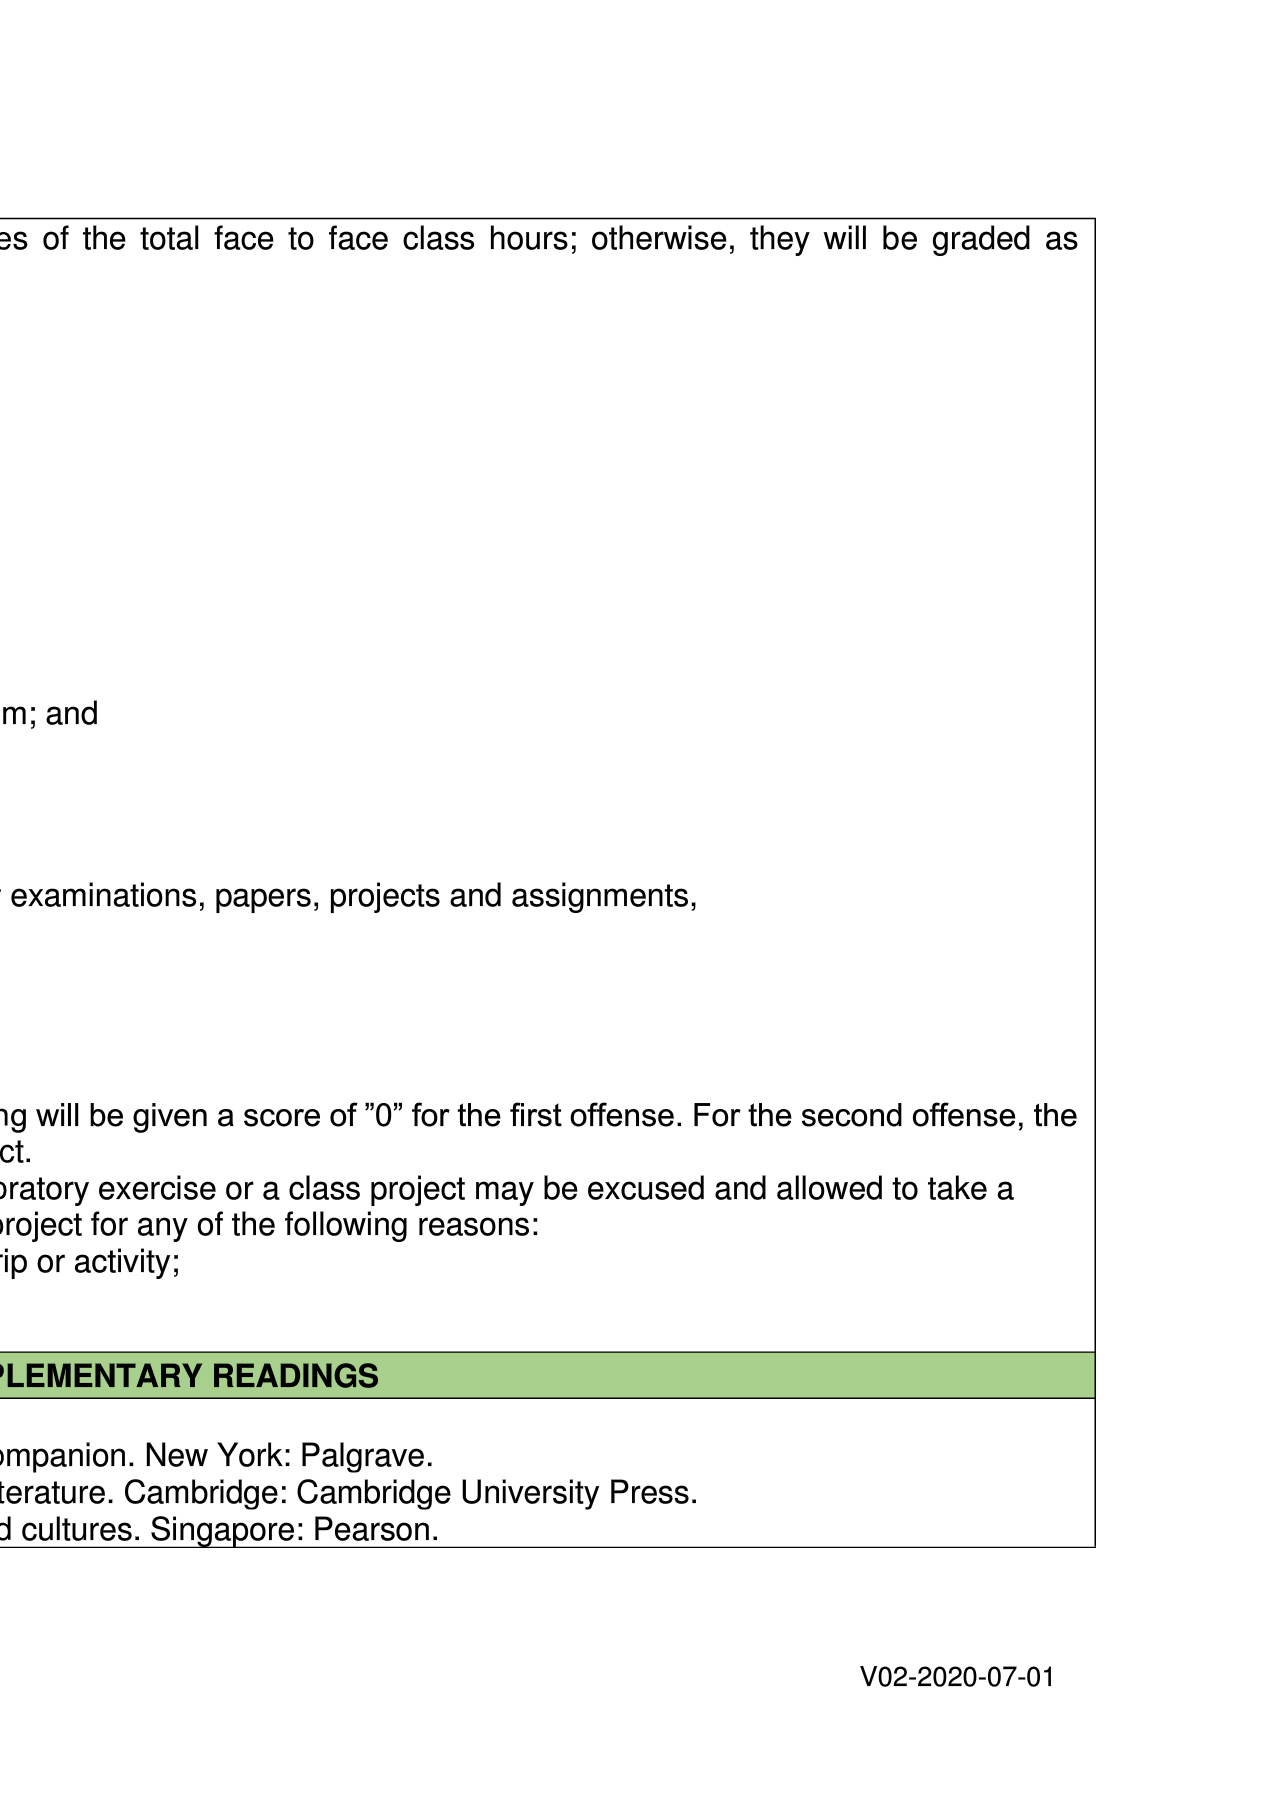 es of the total face to face class hours; otherwise, they will be graded as
m; and
examinations, papers, projects and assignments,
ng will be given a score of ”0” for the first offense. For the second offense, the
ct.
oratory exercise or a class project may be excused and allowed to take a
project for any of the following reasons:
rip or activity;
PLEMENTARY READINGS
ompanion. New York: Palgrave.
terature. Cambridge: Cambridge University Press.
d cultures. Singapore: Pearson.
V02-2020-07-01